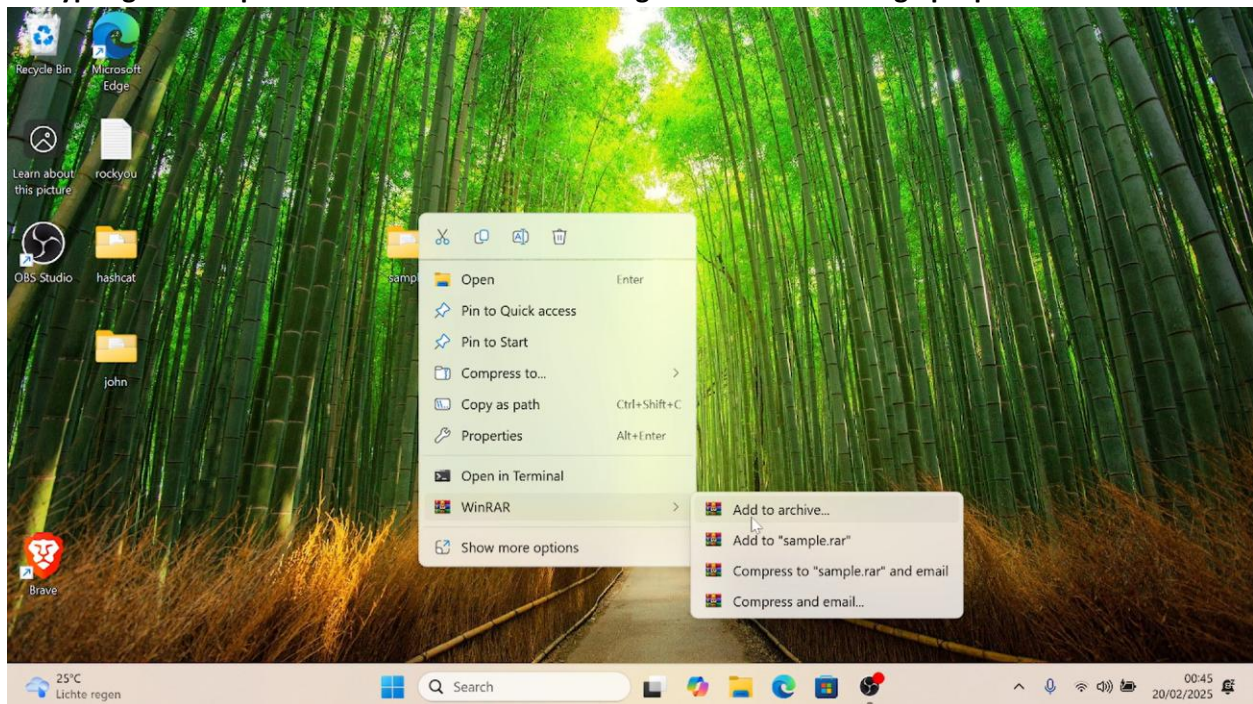 Recycle Bin
Microsoft Edge
Learn about this picture
rockyou
OBS Studio
hashcat
john
Brave
Open Enter
Pin to Quick access
Pin to Start
Compress to...
Copy as path Ctrl+Shift+C
Properties Alt+Enter
Open in Terminal
WinRAR
Show more options
Add to archive...
Add to "sample.rar"
Compress to "sample.rar" and email
Compress and email...
25°C
Lichte regen
Search
00:45
20/02/2025